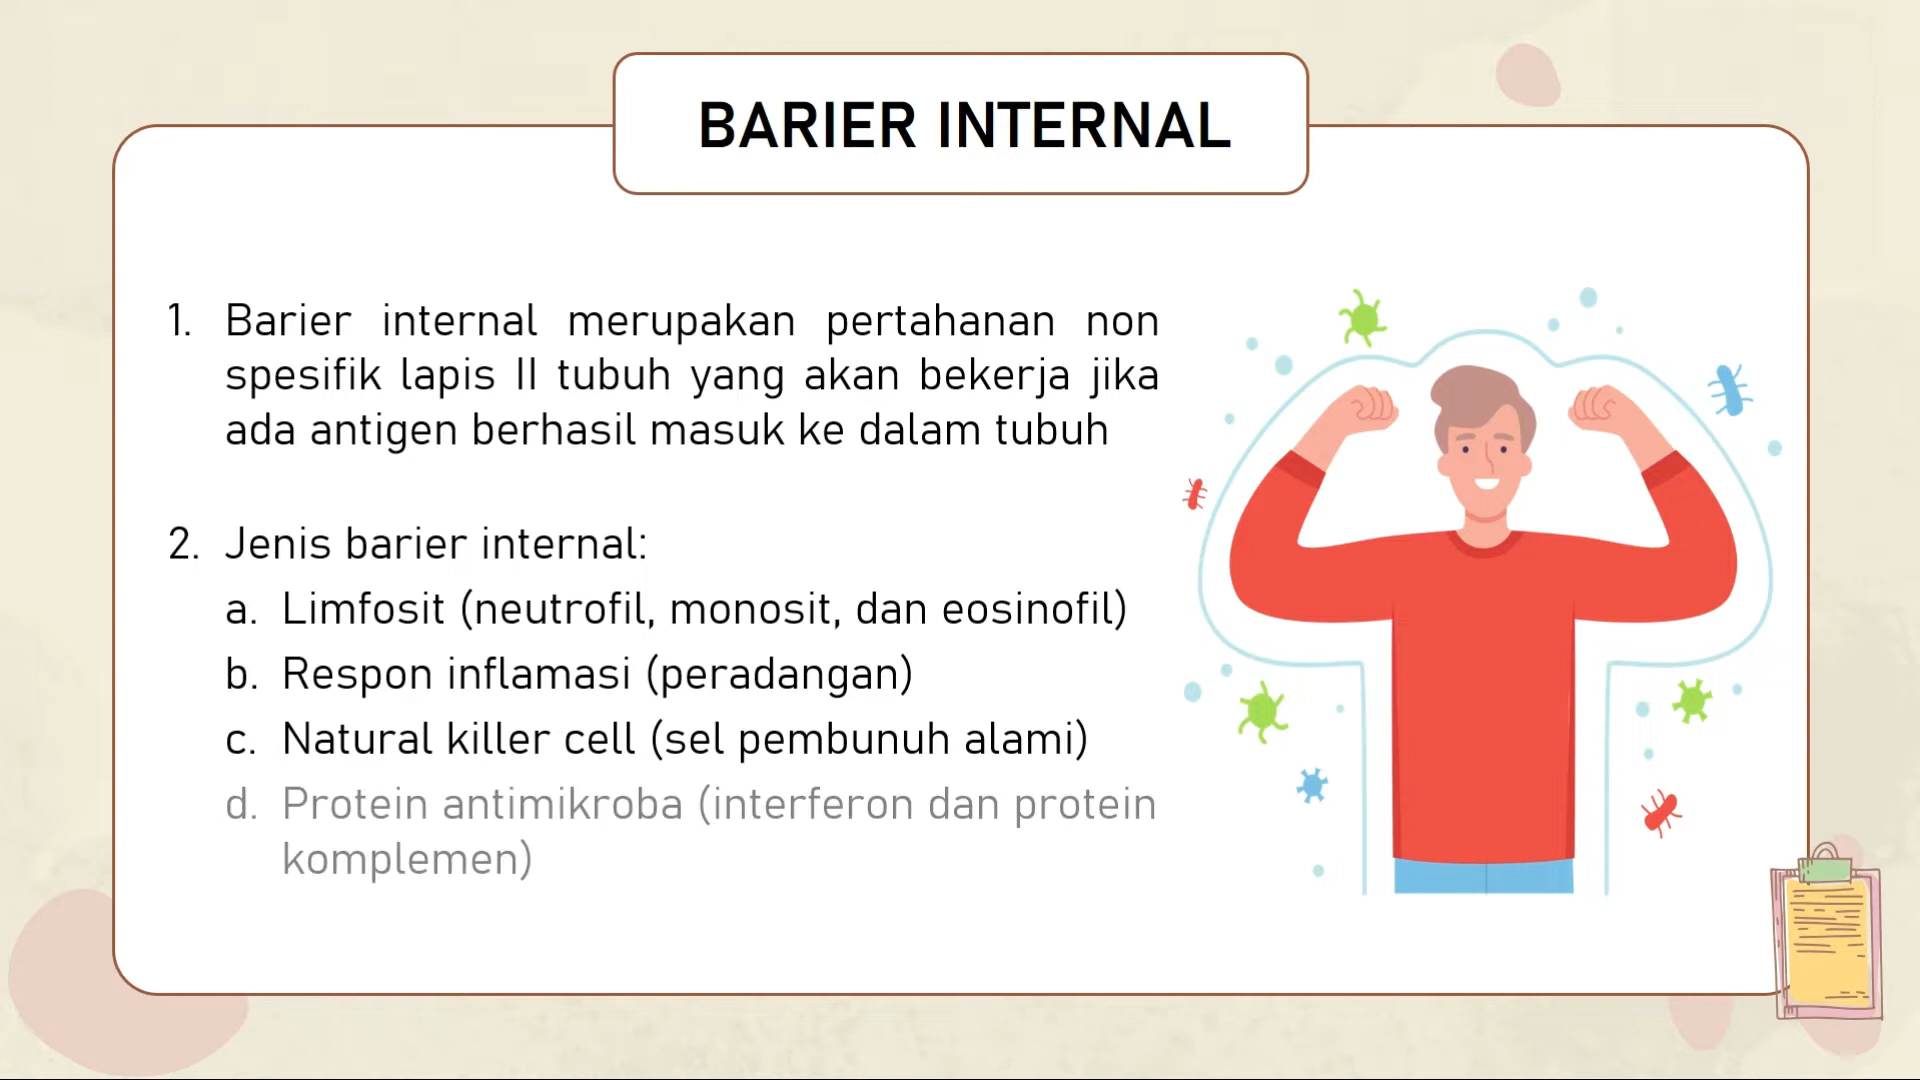 BARIER INTERNAL
1. Barier internal merupakan pertahanan non
spesifik lapis II tubuh yang akan bekerja jika
ada antigen berhasil masuk ke dalam tubuh
2. Jenis barier internal:
a. Limfosit (neutrofil, monosit, dan eosinofil)
b. Respon inflamasi (peradangan)
c. Natural killer cell (sel pembunuh alami)
d. Protein antimikroba (interferon dan protein
komplemen)